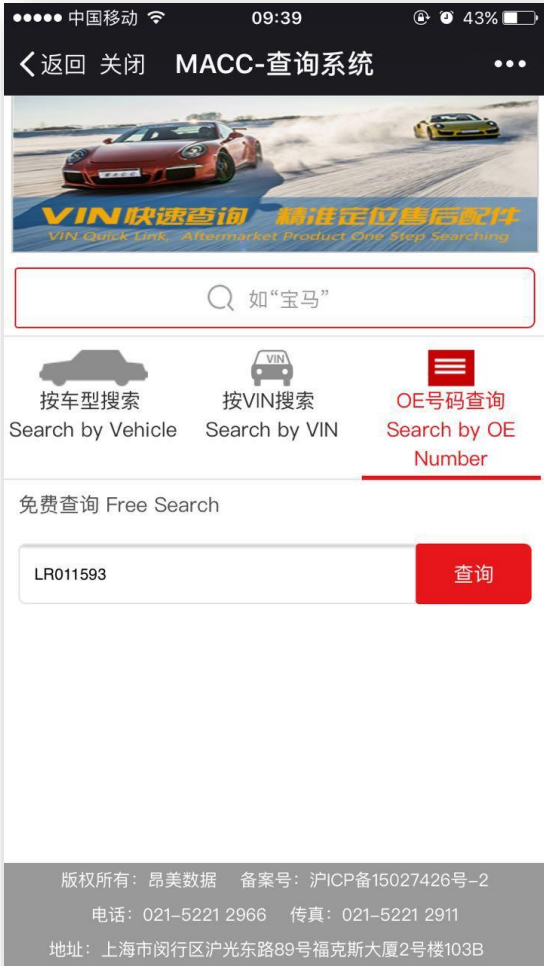 中国移动 09:39 43%
返回 关闭 MACC-查询系统
MACC
VIN快速查询 精准定位售后配件
VIN Quick Link, Aftermarket Product One Step Searching
如“宝马”
VIN
按车型搜索 按VIN搜索 OE号码查询
Search by Vehicle Search by VIN Search by OE
Number
免费查询 Free Search
LR011593 查询
版权所有：昂美数据 备案号：沪ICP备15027426号-2
电话：021-5221 2966 传真：021-5221 2911
地址：上海市闵行区沪光东路89号福克斯大厦2号楼103B